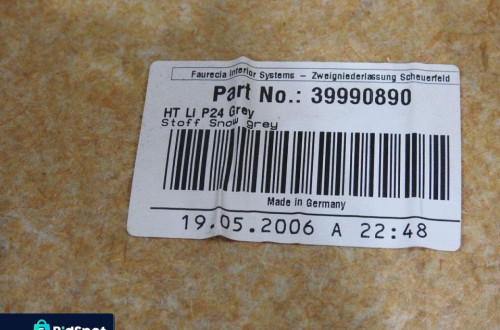 Faurecia Interior Systems - Zweigniederlassung Scheuerfeld
Part No.: 39990890
HT Li P24 Grey
Stoff Snow grey
Made in Germany
19.05.2006 A 22:48
BidSpot